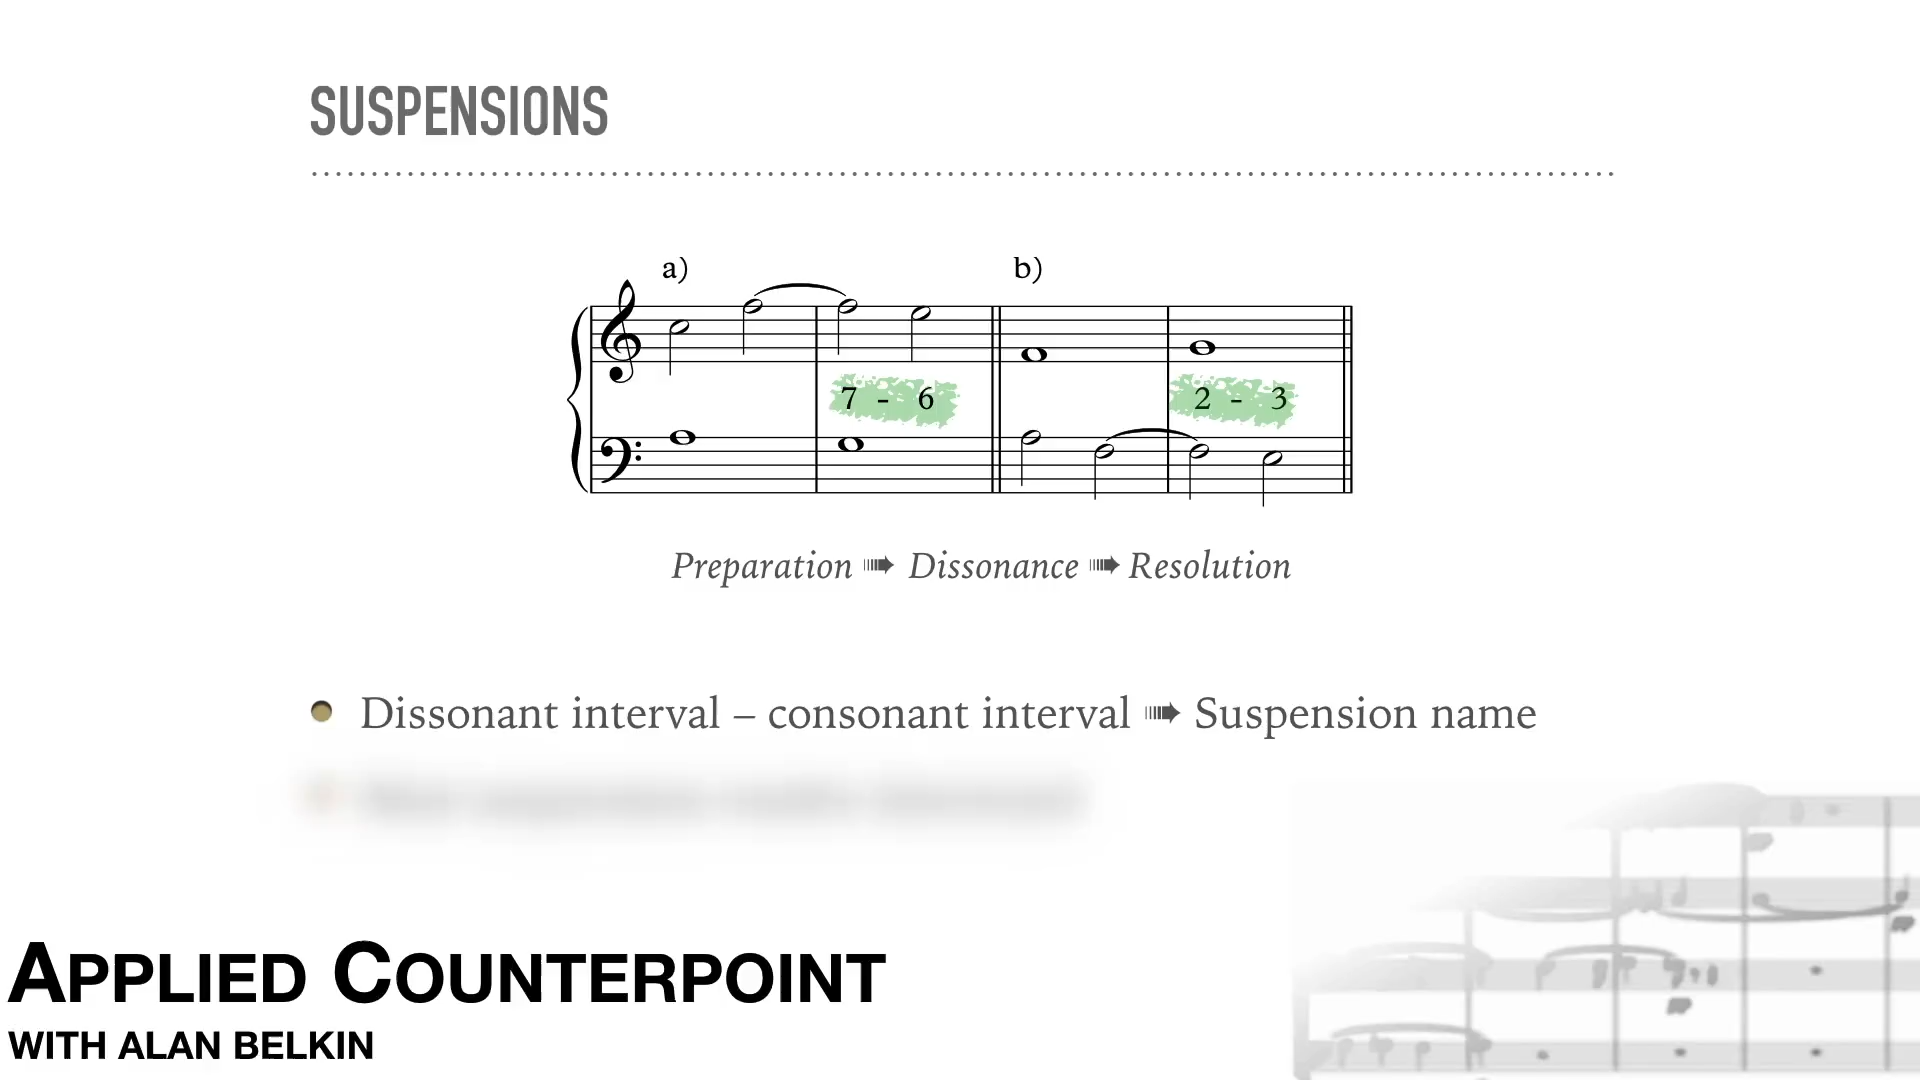 SUSPENSIONS
a) b)
7 - 6 2 - 3
Preparation ➠ Dissonance ➠ Resolution
Dissonant interval – consonant interval ➠ Suspension name
APPLIED COUNTERPOINT
WITH ALAN BELKIN